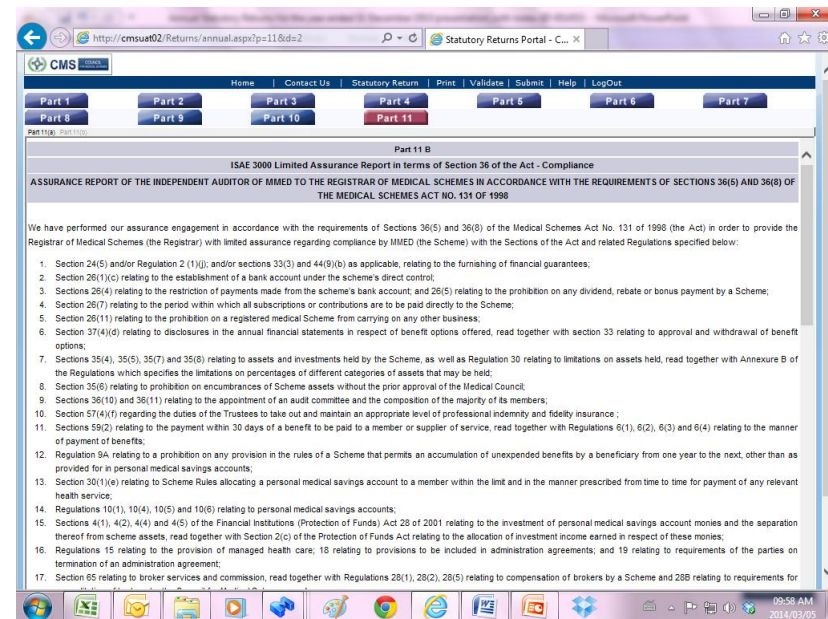 http://cmsuat02/Returns/annual.aspx?p=11&d=2
Statutory Returns Portal - C...
CMS
Home | Contact Us | Statutory Return | Print | Validate | Submit | Help | LogOut
Part 1 Part 2 Part 3 Part 4 Part 5 Part 6 Part 7
Part 8 Part 9 Part 10 Part 11
Part 11(a) Part 11(b)
Part 11 B
ISAE 3000 Limited Assurance Report in terms of Section 36 of the Act - Compliance
ASSURANCE REPORT OF THE INDEPENDENT AUDITOR OF MMED TO THE REGISTRAR OF MEDICAL SCHEMES IN ACCORDANCE WITH THE REQUIREMENTS OF SECTIONS 36(5) AND 36(8) OF
THE MEDICAL SCHEMES ACT NO. 131 OF 1998
We have performed our assurance engagement in accordance with the requirements of Sections 36(5) and 36(8) of the Medical Schemes Act No. 131 of 1998 (the Act) in order to provide the
Registrar of Medical Schemes (the Registrar) with limited assurance regarding compliance by MMED (the Scheme) with the Sections of the Act and related Regulations specified below:
1. Section 24(5) and/or Regulation 2 (1)(j); and/or sections 33(3) and 44(9)(b) as applicable, relating to the furnishing of financial guarantees;
2. Section 26(1)(c) relating to the establishment of a bank account under the scheme's direct control;
3. Sections 26(4) relating to the restriction of payments made from the scheme's bank account; and 26(5) relating to the prohibition on any dividend, rebate or bonus payment by a Scheme;
4. Section 26(7) relating to the period within which all subscriptions or contributions are to be paid directly to the Scheme;
5. Section 26(11) relating to the prohibition on a registered medical Scheme from carrying on any other business;
6. Section 37(4)(d) relating to disclosures in the annual financial statements in respect of benefit options offered, read together with section 33 relating to approval and withdrawal of benefit
options;
7. Sections 35(4), 35(5), 35(7) and 35(8) relating to assets and investments held by the Scheme, as well as Regulation 30 relating to limitations on assets held, read together with Annexure B of
the Regulations which specifies the limitations on percentages of different categories of assets that may be held;
8. Section 35(6) relating to prohibition on encumbrances of Scheme assets without the prior approval of the Medical Council;
9. Sections 36(10) and 36(11) relating to the appointment of an audit committee and the composition of the majority of its members;
10. Section 57(4)(f) regarding the duties of the Trustees to take out and maintain an appropriate level of professional indemnity and fidelity insurance ;
11. Sections 59(2) relating to the payment within 30 days of a benefit to be paid to a member or supplier of service, read together with Regulations 6(1), 6(2), 6(3) and 6(4) relating to the manner
of payment of benefits;
12. Regulation 9A relating to a prohibition on any provision in the rules of a Scheme that permits an accumulation of unexpended benefits by a beneficiary from one year to the next, other than as
provided for in personal medical savings accounts;
13. Section 30(1)(e) relating to Scheme Rules allocating a personal medical savings account to a member within the limit and in the manner prescribed from time to time for payment of any relevant
health service;
14. Regulations 10(1), 10(4), 10(5) and 10(6) relating to personal medical savings accounts;
15. Sections 4(1), 4(2), 4(4) and 4(5) of the Financial Institutions (Protection of Funds) Act 28 of 2001 relating to the investment of personal medical savings account monies and the separation
thereof from scheme assets, read together with Section 2(c) of the Protection of Funds Act relating to the allocation of investment income earned in respect of these monies;
16. Regulations 15 relating to the provision of managed health care; 18 relating to provisions to be included in administration agreements; and 19 relating to requirements of the parties on
termination of an administration agreement;
17. Section 65 relating to broker services and commission, read together with Regulations 28(1), 28(2), 28(5) relating to compensation of brokers by a Scheme and 28B relating to requirements for
09:58 AM
2014/03/05